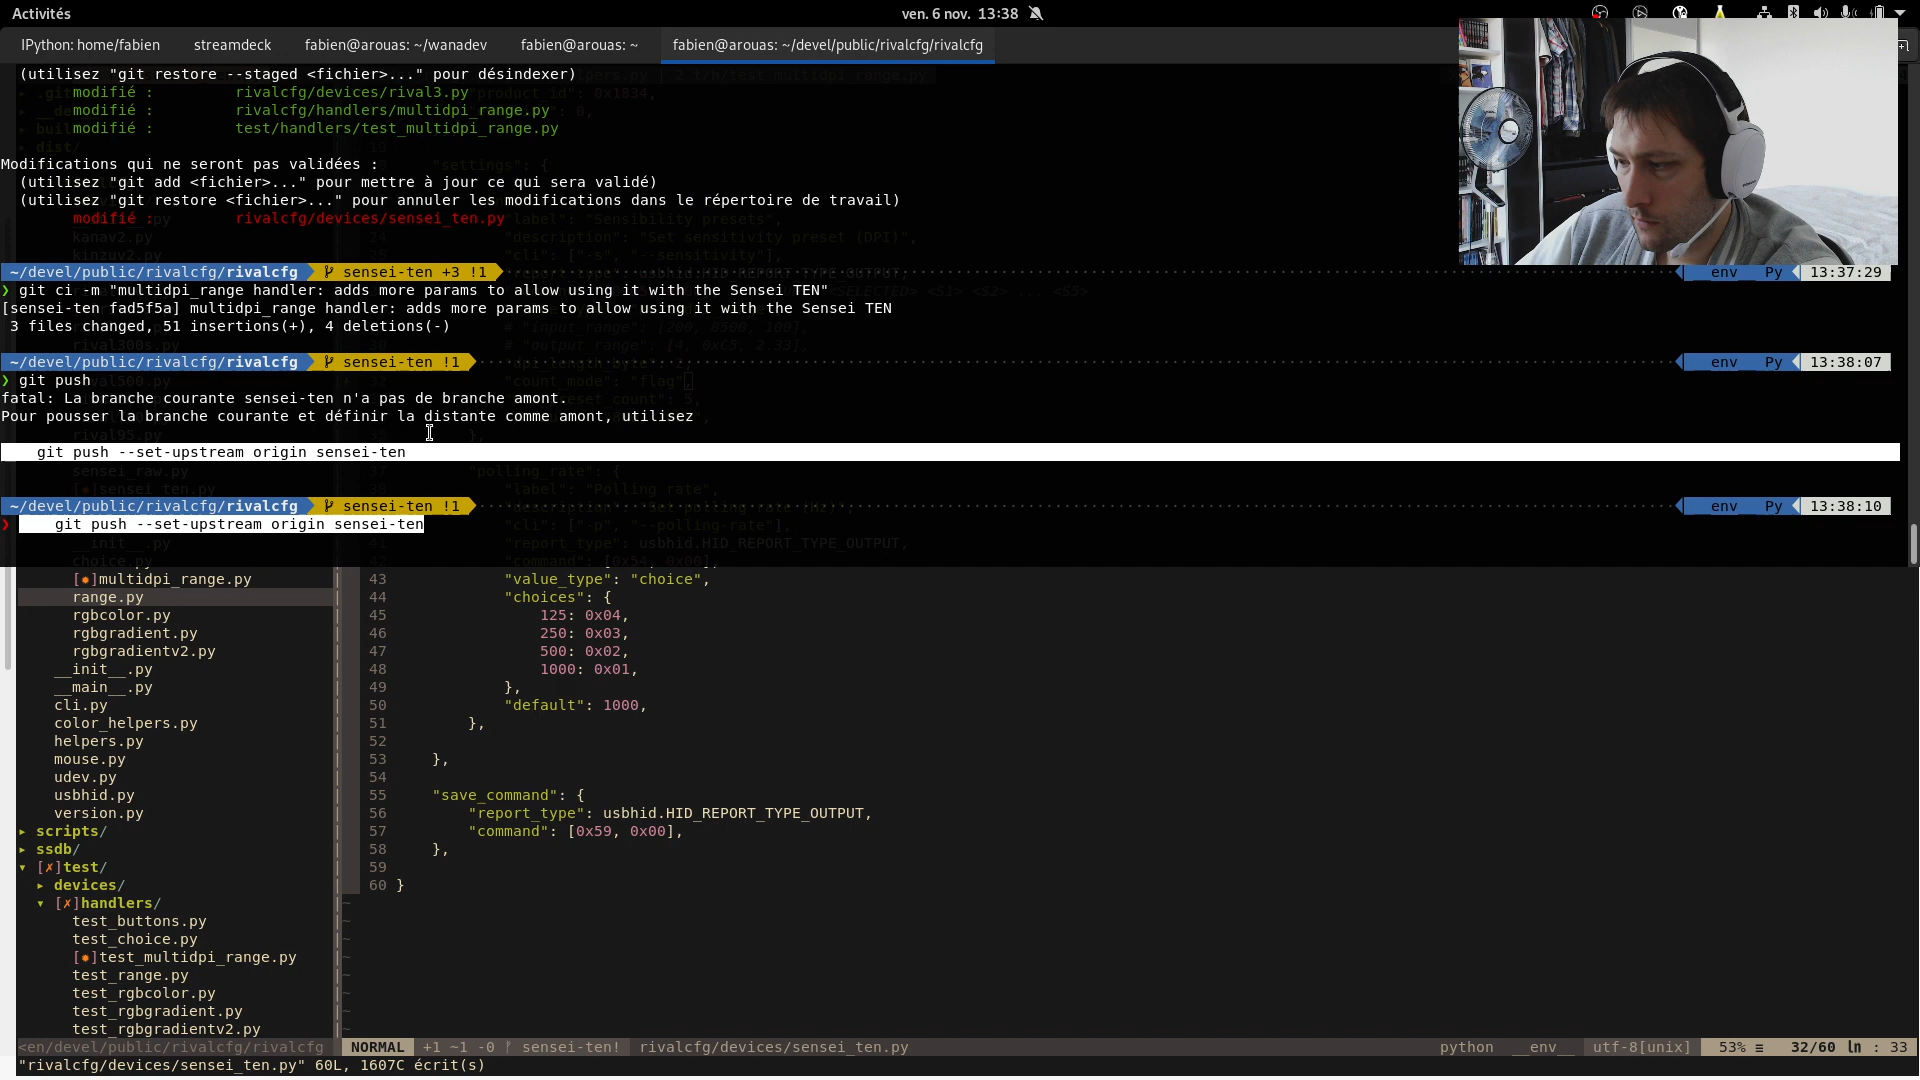 Activités
ven. 6 nov. 13:38
IPython: home/fabien
streamdeck
fabien@arouas: ~/wanadev
fabien@arouas: ~
fabien@arouas: ~/devel/public/rivalcfg/rivalcfg
(utilisez "git restore --staged <fichier>..." pour désindexer)
modifié : rivalcfg/devices/rival3.py
modifié : rivalcfg/handlers/multidpi_range.py
modifié : test/handlers/test_multidpi_range.py
Modifications qui ne seront pas validées :
(utilisez "git add <fichier>..." pour mettre à jour ce qui sera validé)
(utilisez "git restore <fichier>..." pour annuler les modifications dans le répertoire de travail)
modifié : rivalcfg/devices/sensei_ten.py
~/devel/public/rivalcfg/rivalcfg sensei-ten +3 !1 env Py 13:37:29
❯ git ci -m "multidpi_range handler: adds more params to allow using it with the Sensei TEN"
[sensei-ten fad5f5a] multidpi_range handler: adds more params to allow using it with the Sensei TEN
3 files changed, 51 insertions(+), 4 deletions(-)
~/devel/public/rivalcfg/rivalcfg sensei-ten !1 env Py 13:38:07
❯ git push
fatal: La branche courante sensei-ten n'a pas de branche amont.
Pour pousser la branche courante et définir la distante comme amont, utilisez
git push --set-upstream origin sensei-ten
~/devel/public/rivalcfg/rivalcfg sensei-ten !1 env Py 13:38:10
❯ git push --set-upstream origin sensei-ten
[✹]multidpi_range.py
range.py
rgbcolor.py
rgbgradient.py
rgbgradientv2.py
__init__.py
__main__.py
cli.py
color_helpers.py
helpers.py
mouse.py
udev.py
usbhid.py
version.py
▸ scripts/
▸ ssdb/
▾ [✗]test/
▸ devices/
▾ [✗]handlers/
test_buttons.py
test_choice.py
[✹]test_multidpi_range.py
test_range.py
test_rgbcolor.py
test_rgbgradient.py
test_rgbgradientv2.py
43 "value_type": "choice",
44 "choices": {
45 125: 0x04,
46 250: 0x03,
47 500: 0x02,
48 1000: 0x01,
49 },
50 "default": 1000,
51 },
52
53 },
54
55 "save_command": {
56 "report_type": usbhid.HID_REPORT_TYPE_OUTPUT,
57 "command": [0x59, 0x00],
58 },
59
60 }
<en/devel/public/rivalcfg/rivalcfg NORMAL +1 ~1 -0 sensei-ten! rivalcfg/devices/sensei_ten.py python __env__ utf-8[unix] 53% ≡ 32/60 ln : 33
"rivalcfg/devices/sensei_ten.py" 60L, 1607C écrit(s)